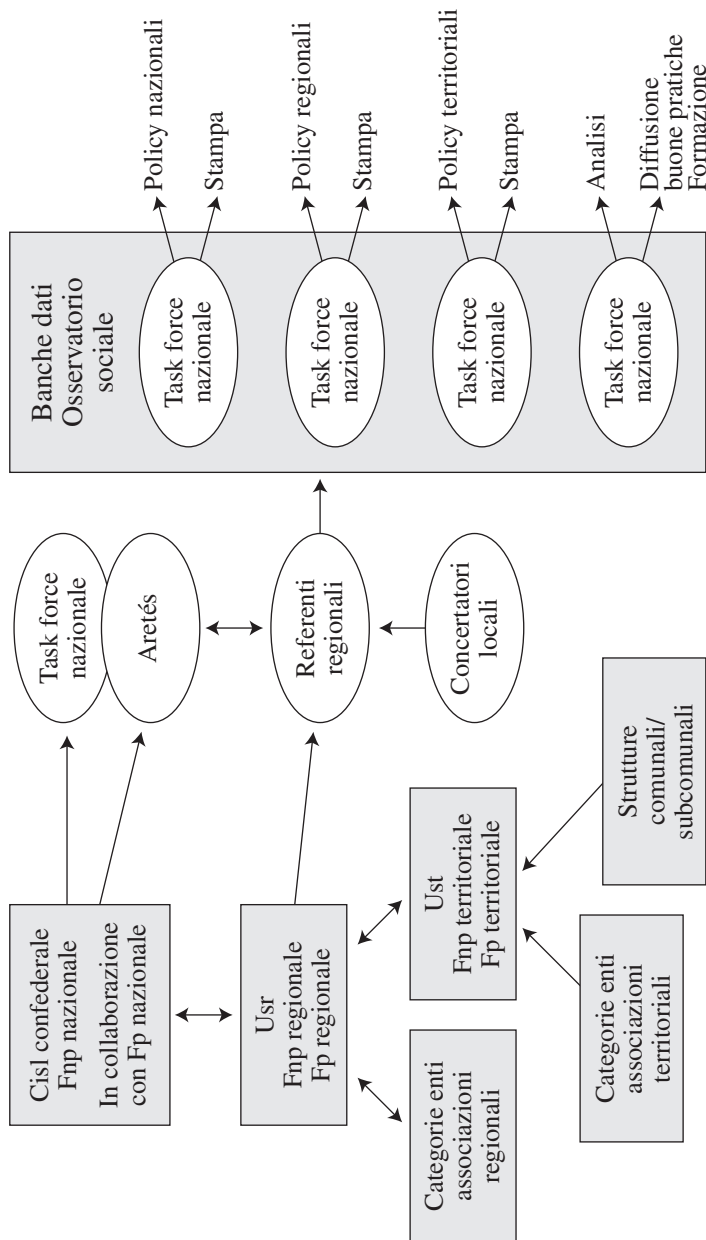 Cisl confederale
Fnp nazionale
In collaborazione
con Fp nazionale
Task force
nazionale
Aretés
Banche dati
Osservatorio
sociale
Task force
nazionale
Policy nazionali
Stampa
Usr
Fnp regionale
Fp regionale
Referenti
regionali
Task force
nazionale
Policy regionali
Stampa
Categorie enti
associazioni
regionali
Ust
Fnp territoriale
Fp territoriale
Concertatori
locali
Task force
nazionale
Policy territoriali
Stampa
Categorie enti
associazioni
territoriali
Strutture
comunali/
subcomunali
Task force
nazionale
Analisi
Diffusione
buone pratiche
Formazione